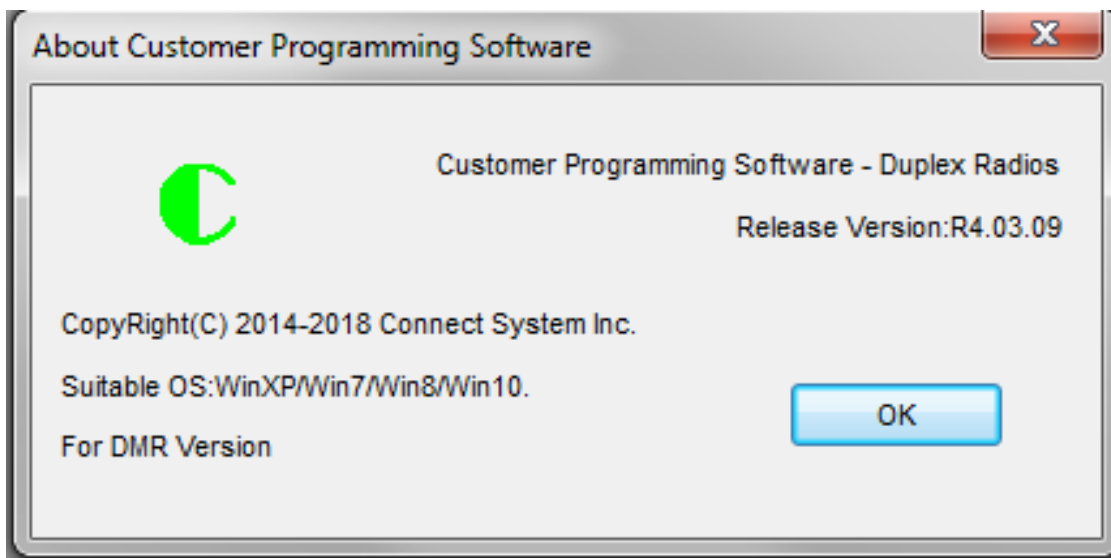 About Customer Programming Software
Customer Programming Software - Duplex Radios
Release Version:R4.03.09
CopyRight(C) 2014-2018 Connect System Inc.
Suitable OS:WinXP/Win7/Win8/Win10.
OK
For DMR Version